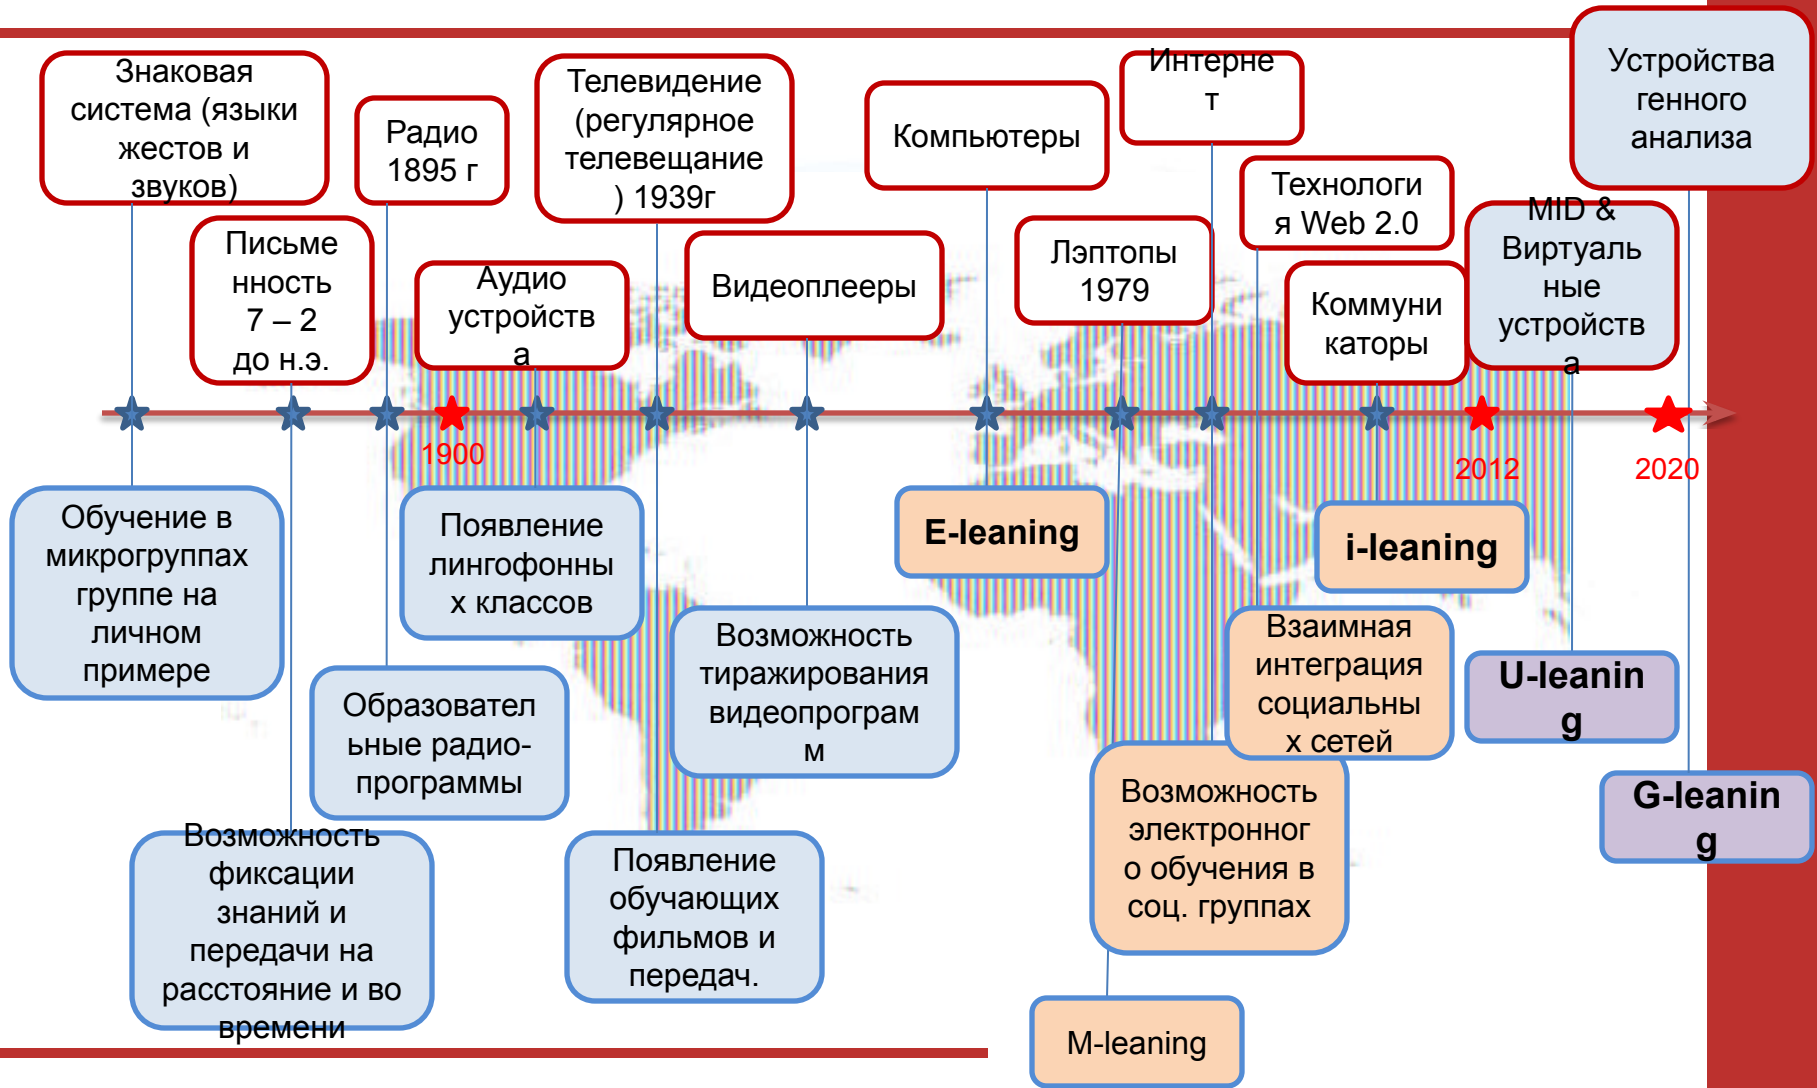 Знаковая
система (языки
жестов и
звуков)
Письме
нность
7 – 2
до н.э.
Радио
1895 г
Аудио
устройств
а
Телевидение
(регулярное
телевещание
) 1939г
Видеоплееры
Компьютеры
Лэптопы
1979
Интерне
т
Технологи
я Web 2.0
Коммуни
каторы
MID &
Виртуаль
ные
устройств
а
Устройства
генного
анализа
1900
2012
2020
Обучение в
микрогруппах
группе на
личном
примере
Возможность
фиксации
знаний и
передачи на
расстояние и во
времени
Образовател
ьные радио-
программы
Появление
лингофонны
х классов
Появление
обучающих
фильмов и
передач.
Возможность
тиражирования
видеопрограм
м
E-leaning
M-leaning
Возможность
электронног
о обучения в
соц. группах
Взаимная
интеграция
социальны
х сетей
i-leaning
U-leanin
g
G-leanin
g